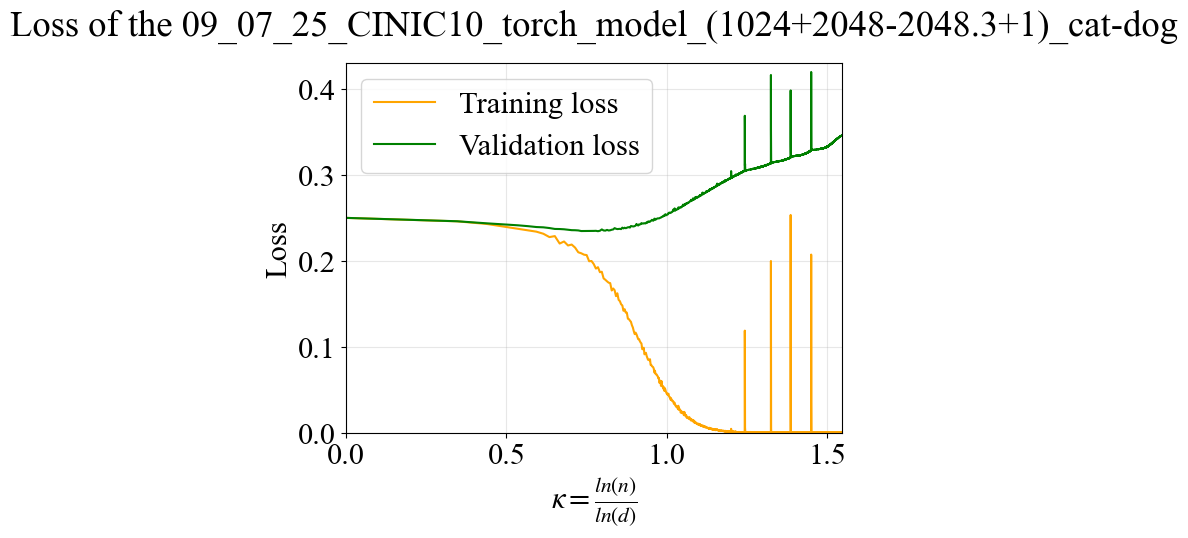 Loss of the 09_07_25_CINIC10_torch_model_(1024+2048-2048.3+1)_cat-dog
0.4
0.3
0.2
0.1
0.0
Loss
Training loss
Validation loss
0.0 0.5 1.0 1.5
κ = ln(n)/ln(d)